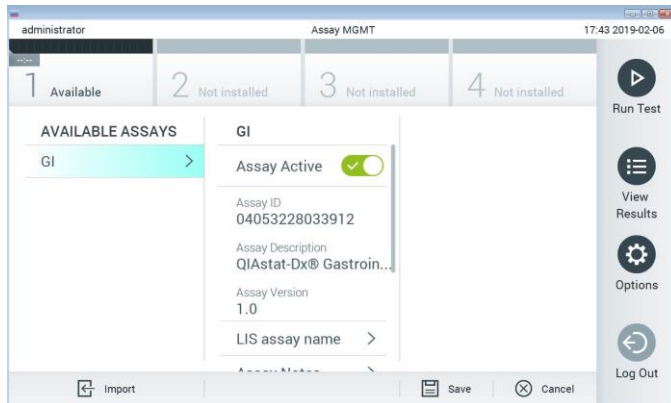 administrator Assay MGMT 17:43 2019-02-06
--:--
1 Available 2 Not installed 3 Not installed 4 Not installed
Run Test
AVAILABLE ASSAYS GI
GI > Assay Active
View Results
Assay ID
04053228033912
Assay Description
QIAstat-Dx® Gastroin...
Options
Assay Version
1.0
LIS assay name >
Assay Notes
Log Out
Import Save Cancel